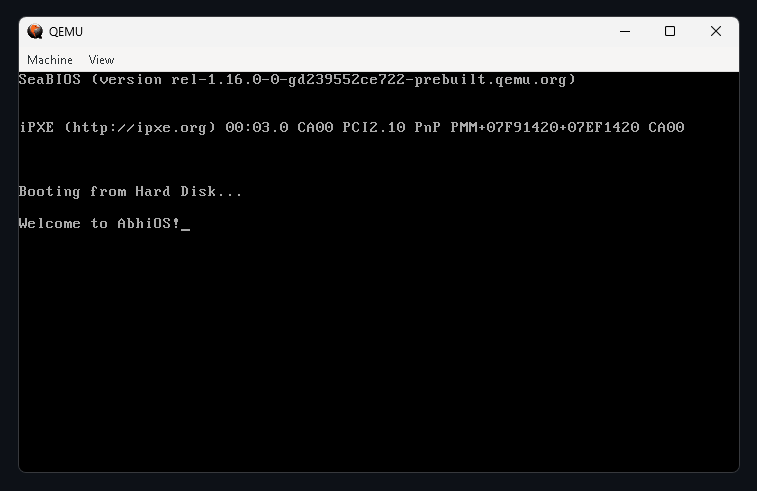 QEMU
Machine View
SeaBIOS (version rel-1.16.0-0-gd239552ce722-prebuilt.qemu.org)
iPXE (http://ipxe.org) 00:03.0 CA00 PCI2.10 PnP PMM+07F91420+07EF1420 CA00
Booting from Hard Disk...
Welcome to AbhiOS!_